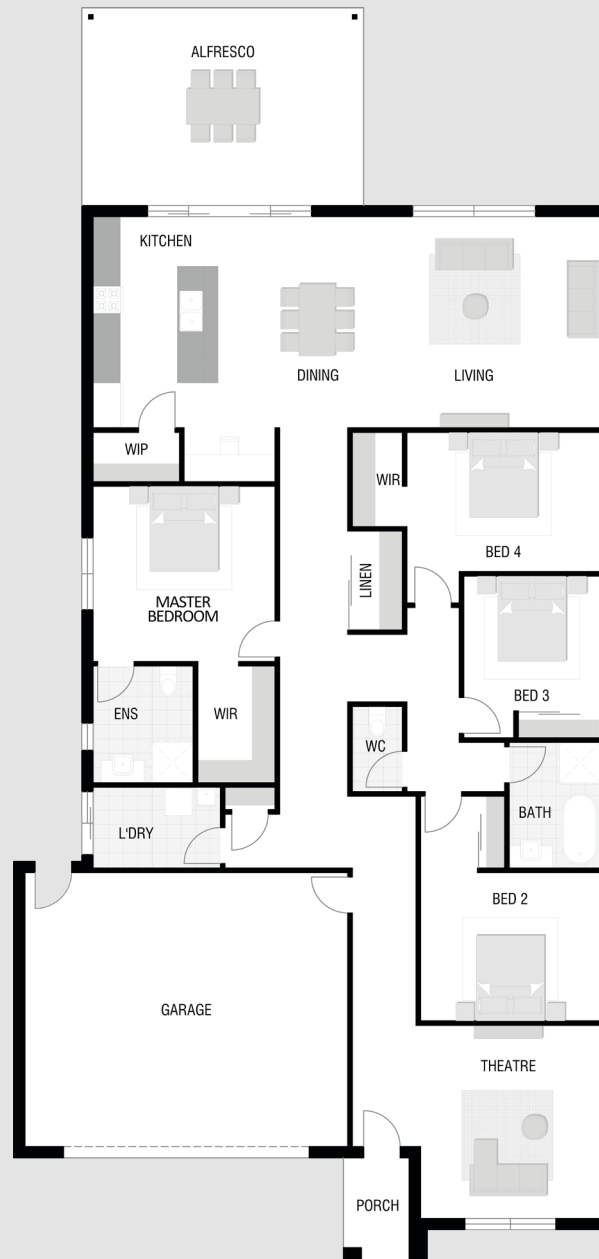 ALFRESCO
KITCHEN
DINING
LIVING
WIP
WIR
BED 4
LINEN
MASTER
BEDROOM
BED 3
ENS
WIR
WC
L'DRY
BATH
BED 2
GARAGE
THEATRE
PORCH